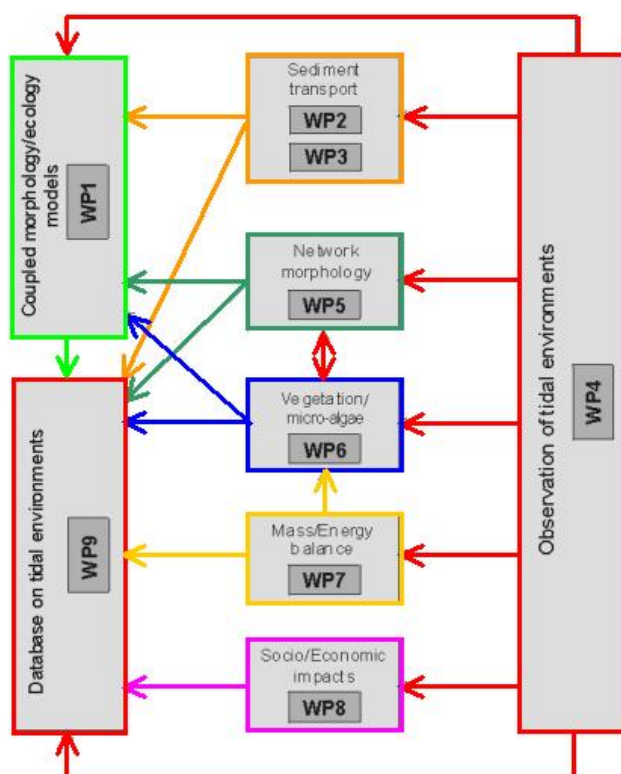 Coupled morphology/ecology
models
WP1
Database on tidal environments
WP9
Sediment
transport
WP2
WP3
Network
morphology
WP5
Vegetation/
micro-algae
WP6
Mass/Energy
balance
WP7
Socio/Economic
impacts
WP8
Observation of tidal environments
WP4